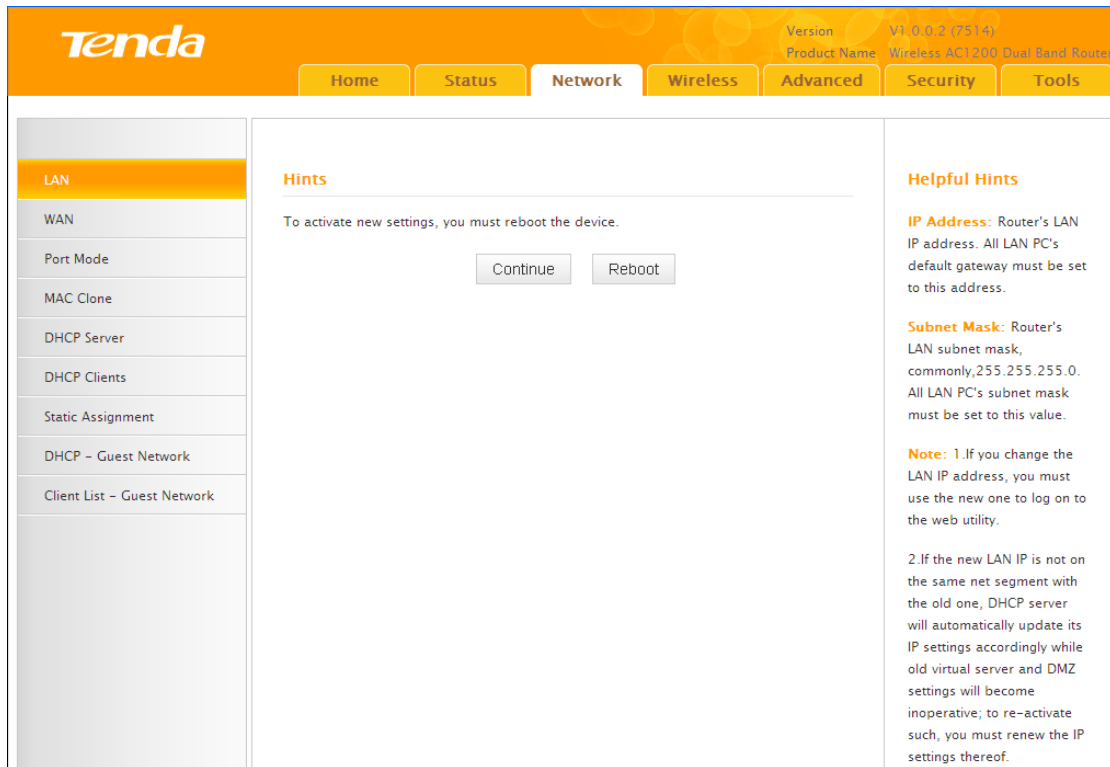 Tenda
Version V1.0.0.2 (7514)
Product Name Wireless AC1200 Dual Band Router
Home Status Network Wireless Advanced Security Tools
LAN
WAN
Port Mode
MAC Clone
DHCP Server
DHCP Clients
Static Assignment
DHCP – Guest Network
Client List – Guest Network
Hints
To activate new settings, you must reboot the device.
Continue Reboot
Helpful Hints
IP Address: Router's LAN
IP address. All LAN PC's
default gateway must be set
to this address.
Subnet Mask: Router's
LAN subnet mask,
commonly,255.255.255.0.
All LAN PC's subnet mask
must be set to this value.
Note: 1.If you change the
LAN IP address, you must
use the new one to log on to
the web utility.
2.If the new LAN IP is not on
the same net segment with
the old one, DHCP server
will automatically update its
IP settings accordingly while
old virtual server and DMZ
settings will become
inoperative; to re-activate
such, you must renew the IP
settings thereof.